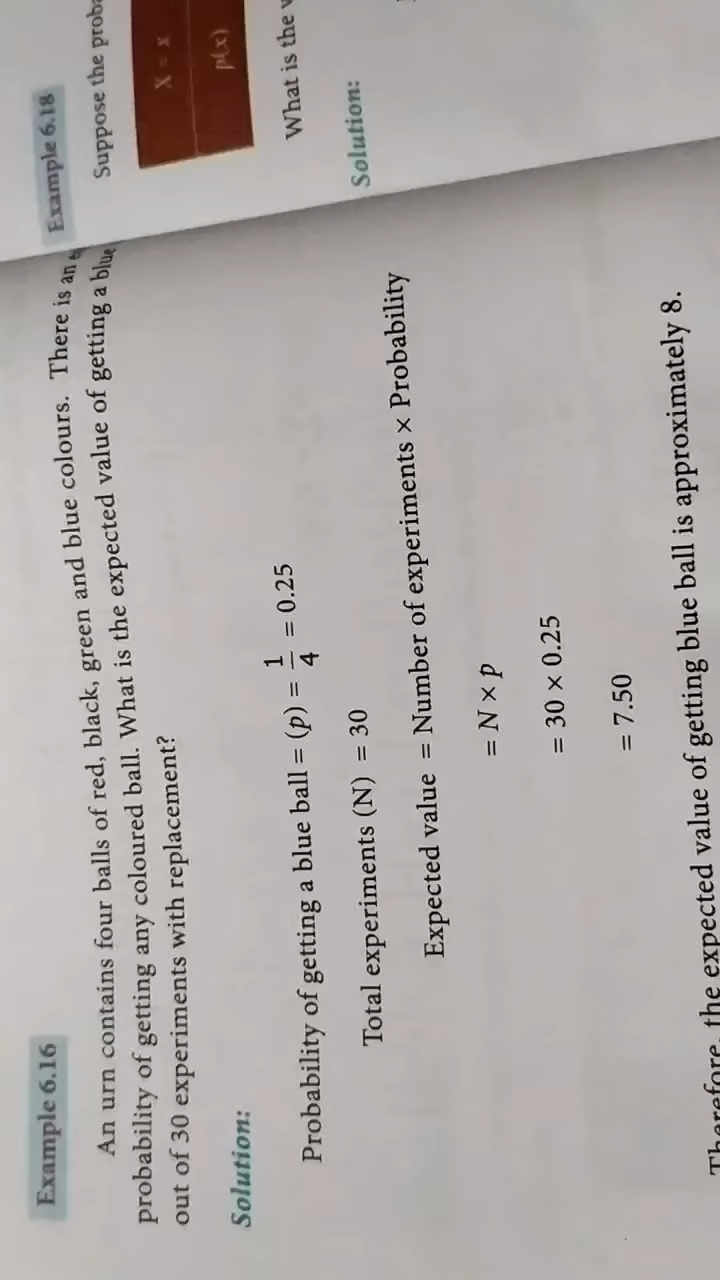 Example 6.16
An urn contains four balls of red, black, green and blue colours. There is an
probability of getting any coloured ball. What is the expected value of getting a blue
out of 30 experiments with replacement?
Solution:
Probability of getting a blue ball = (p) = 1/4 = 0.25
Total experiments (N) = 30
Expected value = Number of experiments × Probability
= N × p
= 30 × 0.25
= 7.50
Therefore, the expected value of getting blue ball is approximately 8.
Example 6.18
Suppose the
X = x
p(x)
What is the
Solution: